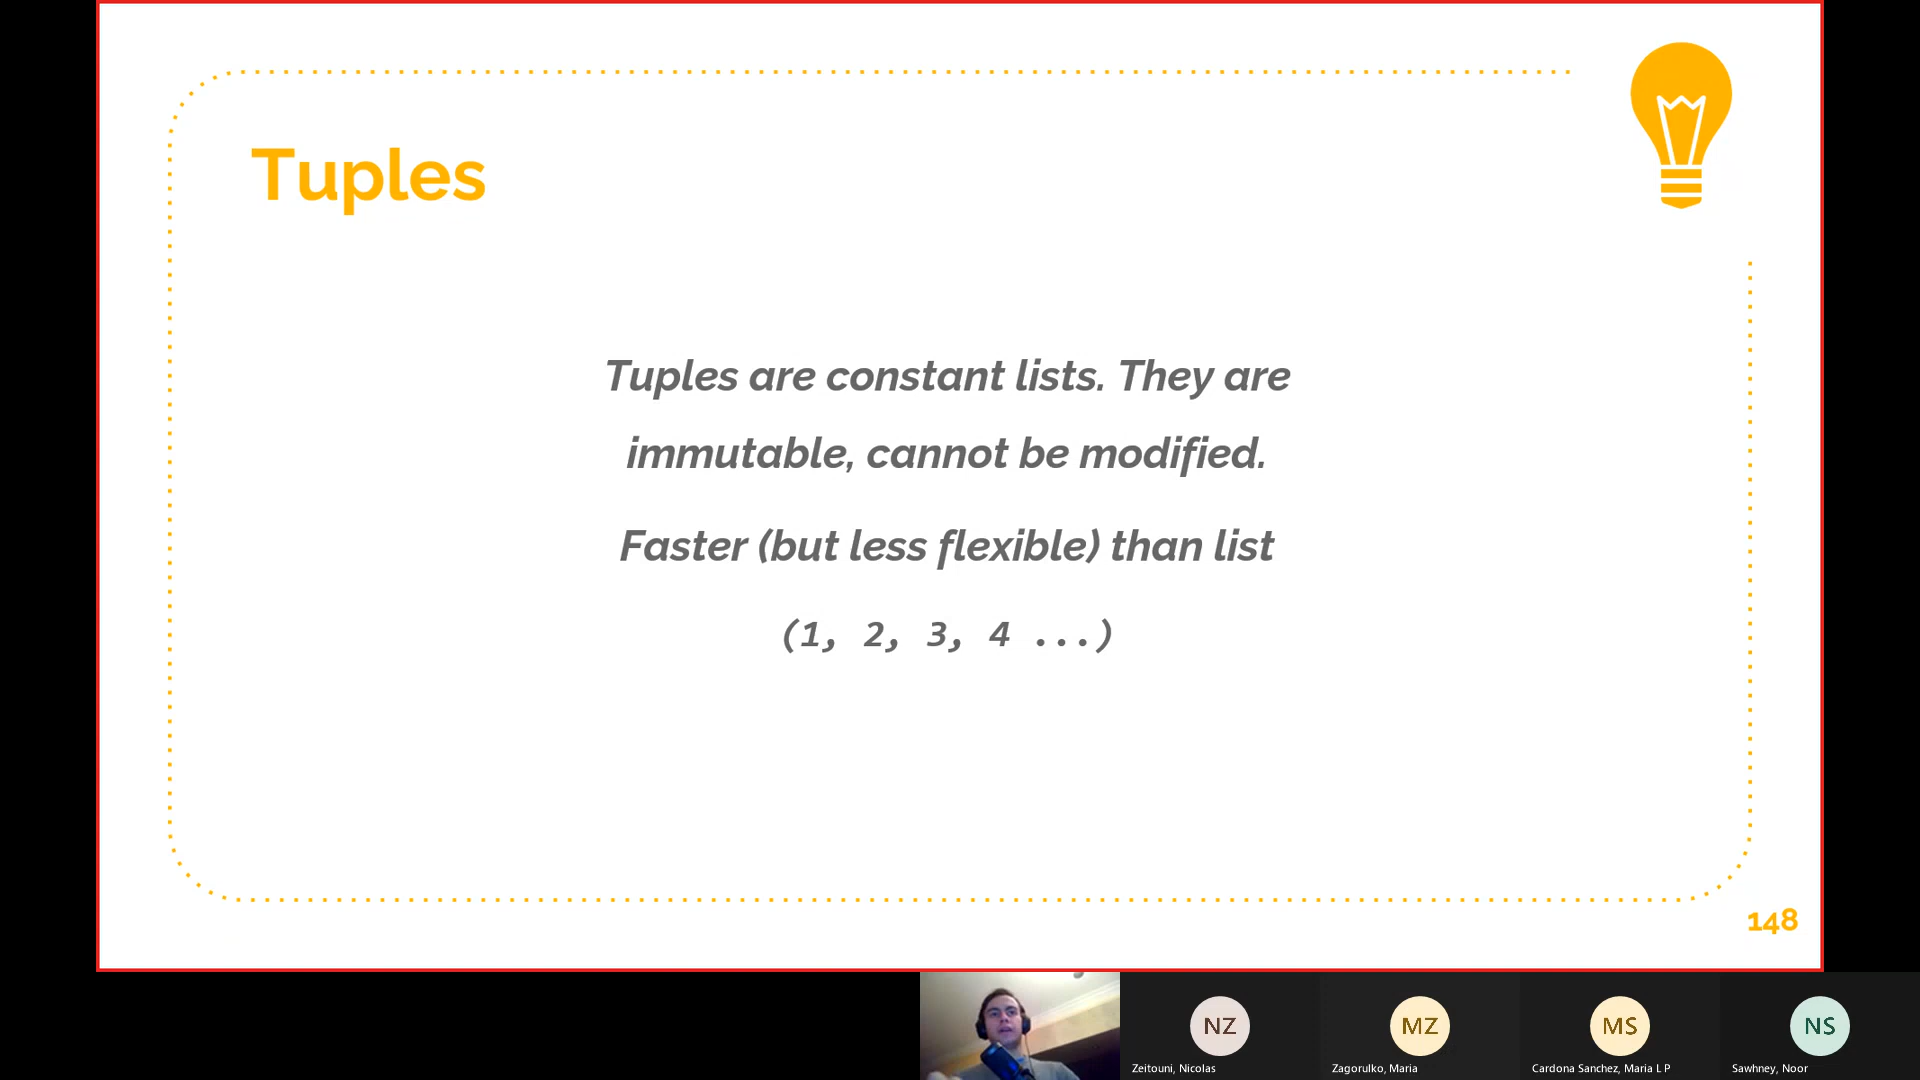 Tuples
Tuples are constant lists. They are
immutable, cannot be modified.
Faster (but less flexible) than list
(1, 2, 3, 4 ...)
148
NZ
MZ
MS
NS
Zeitouni, Nicolas
Zagorulko, Maria
Cardona Sanchez, Maria L P
Sawhney, Noor